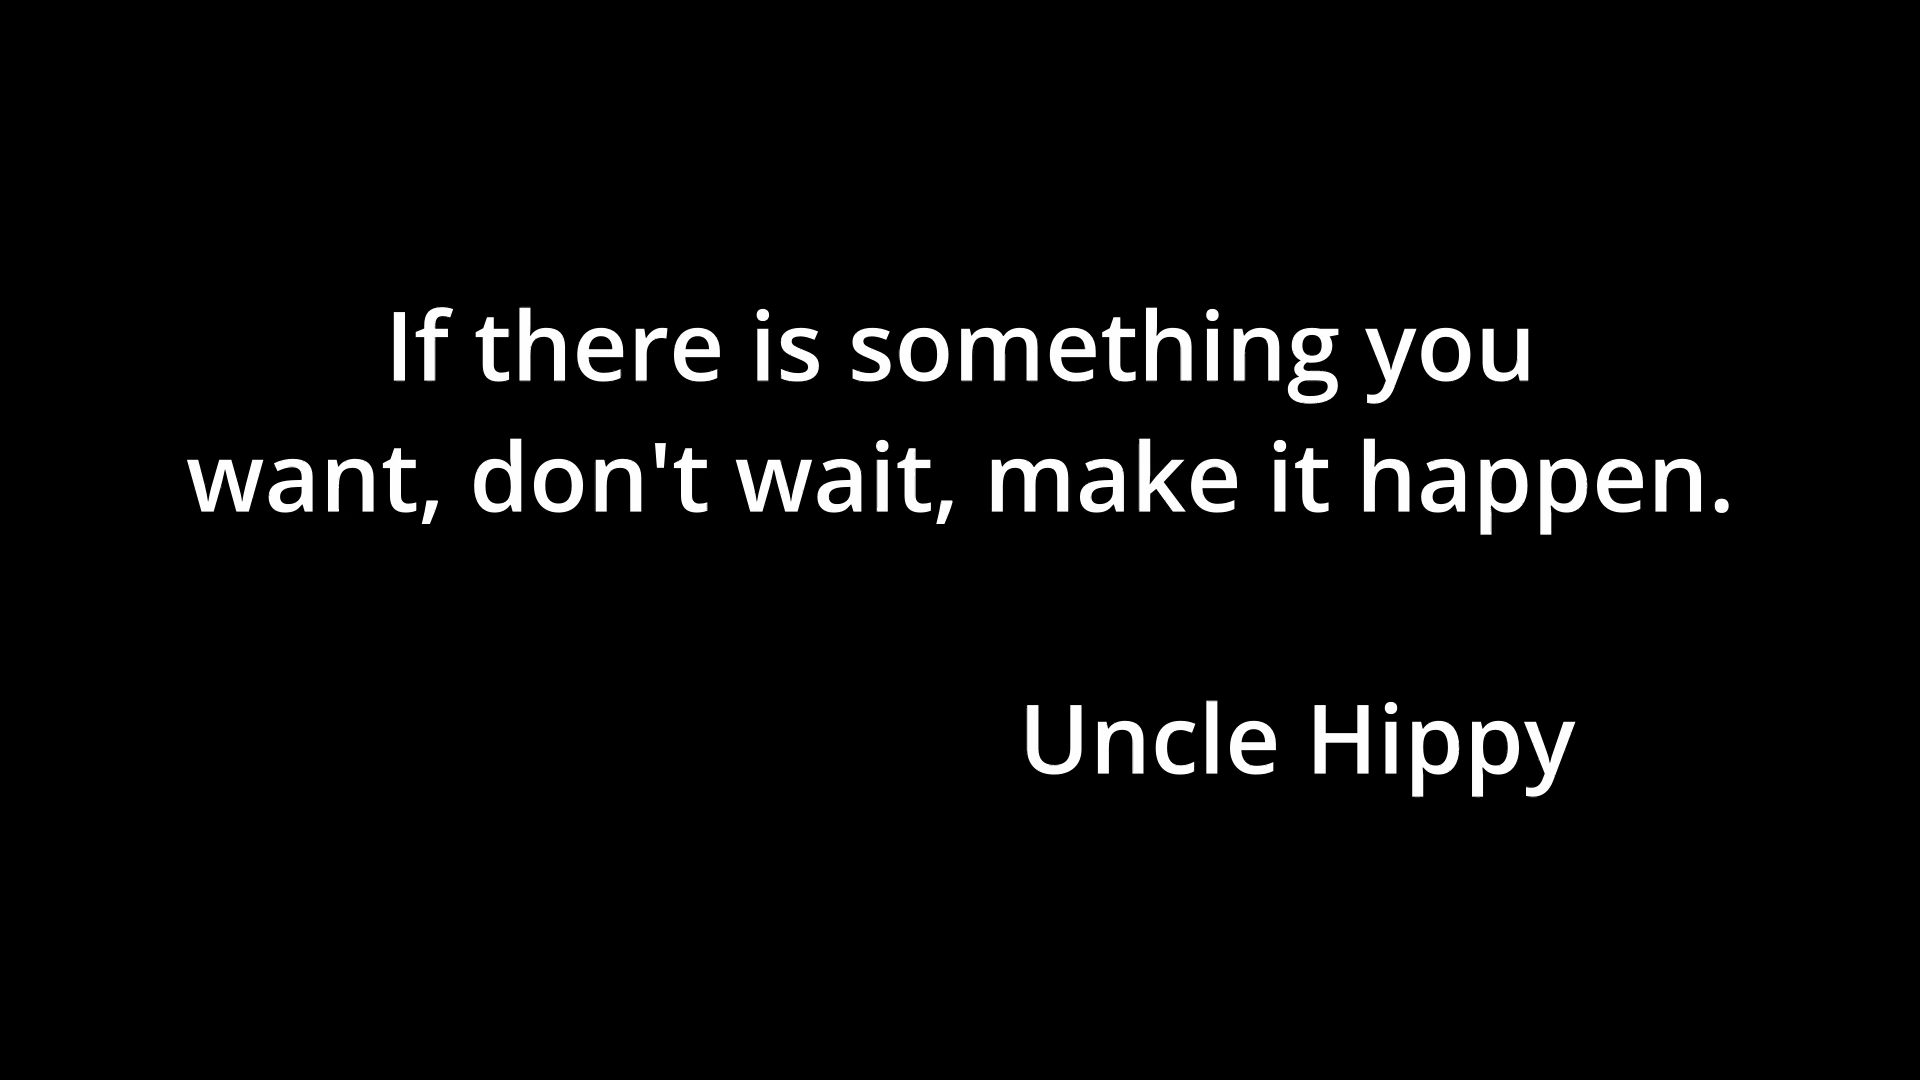 If there is something you
want, don't wait, make it happen.
Uncle Hippy